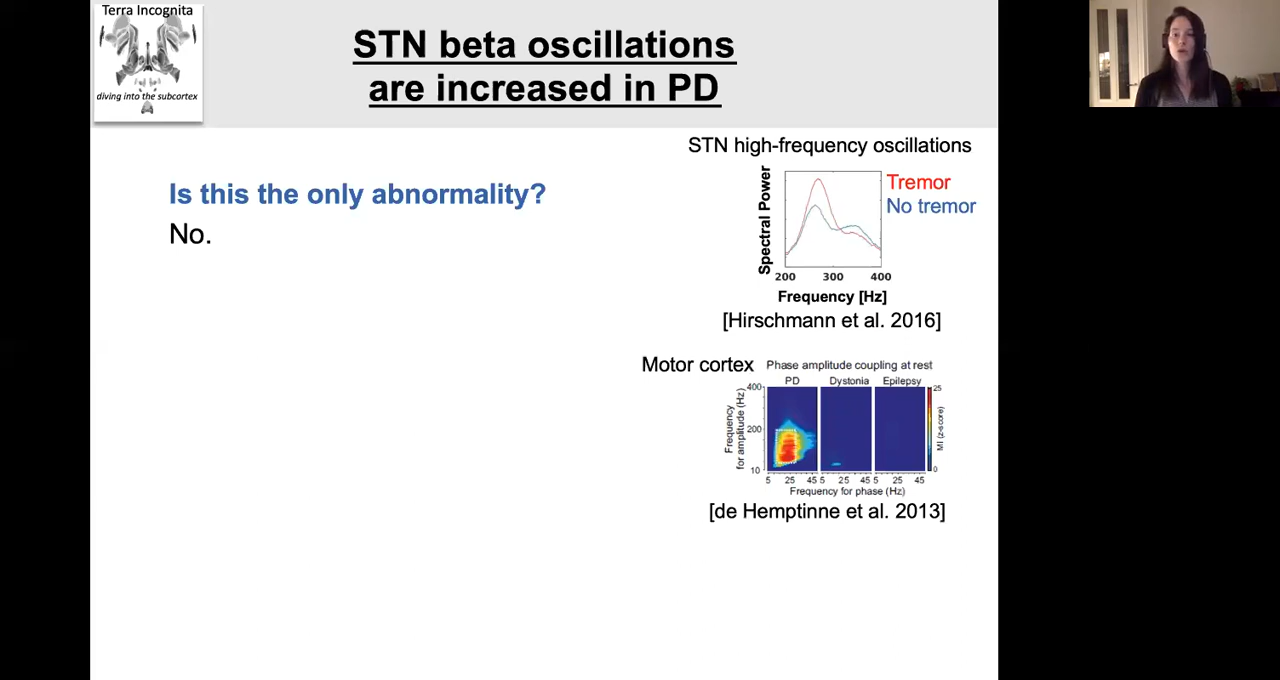 Terra Incognita
diving into the subcortex
STN beta oscillations
are increased in PD
Is this the only abnormality?
No.
STN high-frequency oscillations
Spectral Power
Tremor
No tremor
200 300 400
Frequency [Hz]
[Hirschmann et al. 2016]
Motor cortex
Phase amplitude coupling at rest
PD Dystonia Epilepsy
Frequency
for amplitude (Hz)
400
200
10
25
0
MI (z-score)
5 25 45 5 25 45 5 25 45
Frequency for phase (Hz)
[de Hemptinne et al. 2013]